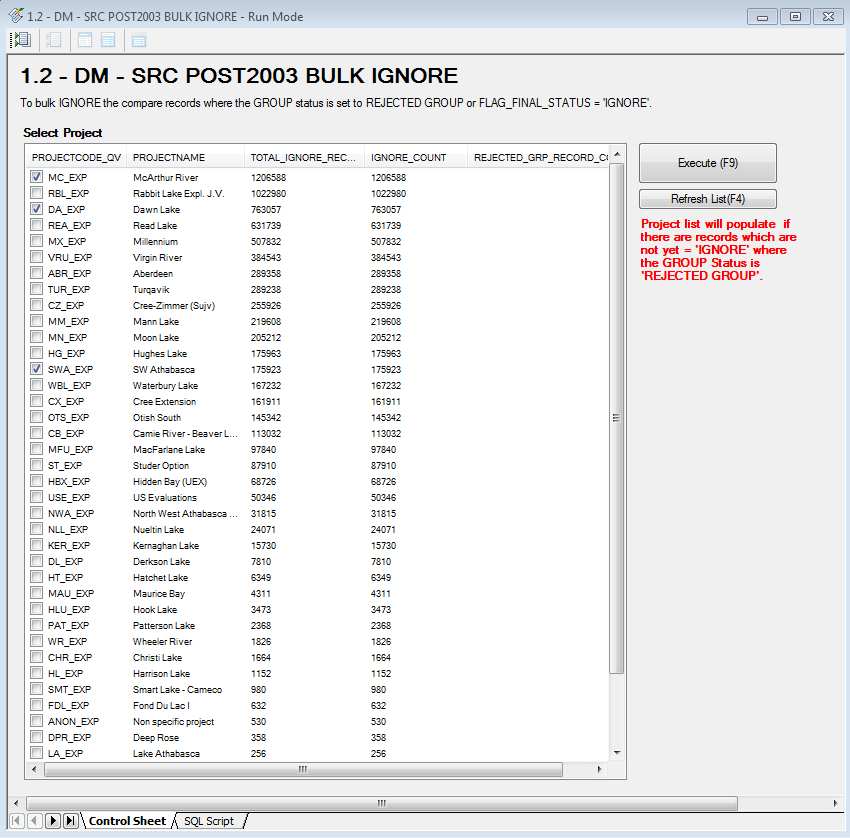 1.2 - DM - SRC POST2003 BULK IGNORE - Run Mode
1.2 - DM - SRC POST2003 BULK IGNORE
To bulk IGNORE the compare records where the GROUP status is set to REJECTED GROUP or FLAG_FINAL_STATUS = 'IGNORE'.
Select Project
PROJECTCODE_QV PROJECTNAME TOTAL_IGNORE_REC... IGNORE_COUNT REJECTED_GRP_RECORD_CO
MC_EXP McArthur River 1206588 1206588
RBL_EXP Rabbit Lake Expl. J.V. 1022980 1022980
DA_EXP Dawn Lake 763057 763057
REA_EXP Read Lake 631739 631739
MX_EXP Millennium 507832 507832
VRU_EXP Virgin River 384543 384543
ABR_EXP Aberdeen 289358 289358
TUR_EXP Turqavik 289238 289238
CZ_EXP Cree-Zimmer (Sujv) 255926 255926
MM_EXP Mann Lake 219608 219608
MN_EXP Moon Lake 205212 205212
HG_EXP Hughes Lake 175963 175963
SWA_EXP SW Athabasca 175923 175923
WBL_EXP Waterbury Lake 167232 167232
CX_EXP Cree Extension 161911 161911
OTS_EXP Otish South 145342 145342
CB_EXP Camie River - Beaver L... 113032 113032
MFU_EXP MacFarlane Lake 97840 97840
ST_EXP Studer Option 87910 87910
HBX_EXP Hidden Bay (UEX) 68726 68726
USE_EXP US Evaluations 50346 50346
NWA_EXP North West Athabasca ... 31815 31815
NLL_EXP Nueltin Lake 24071 24071
KER_EXP Kernaghan Lake 15730 15730
DL_EXP Derkson Lake 7810 7810
HT_EXP Hatchet Lake 6349 6349
MAU_EXP Maurice Bay 4311 4311
HLU_EXP Hook Lake 3473 3473
PAT_EXP Patterson Lake 2368 2368
WR_EXP Wheeler River 1826 1826
CHR_EXP Christi Lake 1664 1664
HL_EXP Harrison Lake 1152 1152
SMT_EXP Smart Lake - Cameco 980 980
FDL_EXP Fond Du Lac I 632 632
ANON_EXP Non specific project 530 530
DPR_EXP Deep Rose 358 358
LA_EXP Lake Athabasca 256 256
Execute (F9)
Refresh List(F4)
Project list will populate if
there are records which are
not yet = 'IGNORE' where
the GROUP Status is
'REJECTED GROUP'.
Control Sheet SQL Script